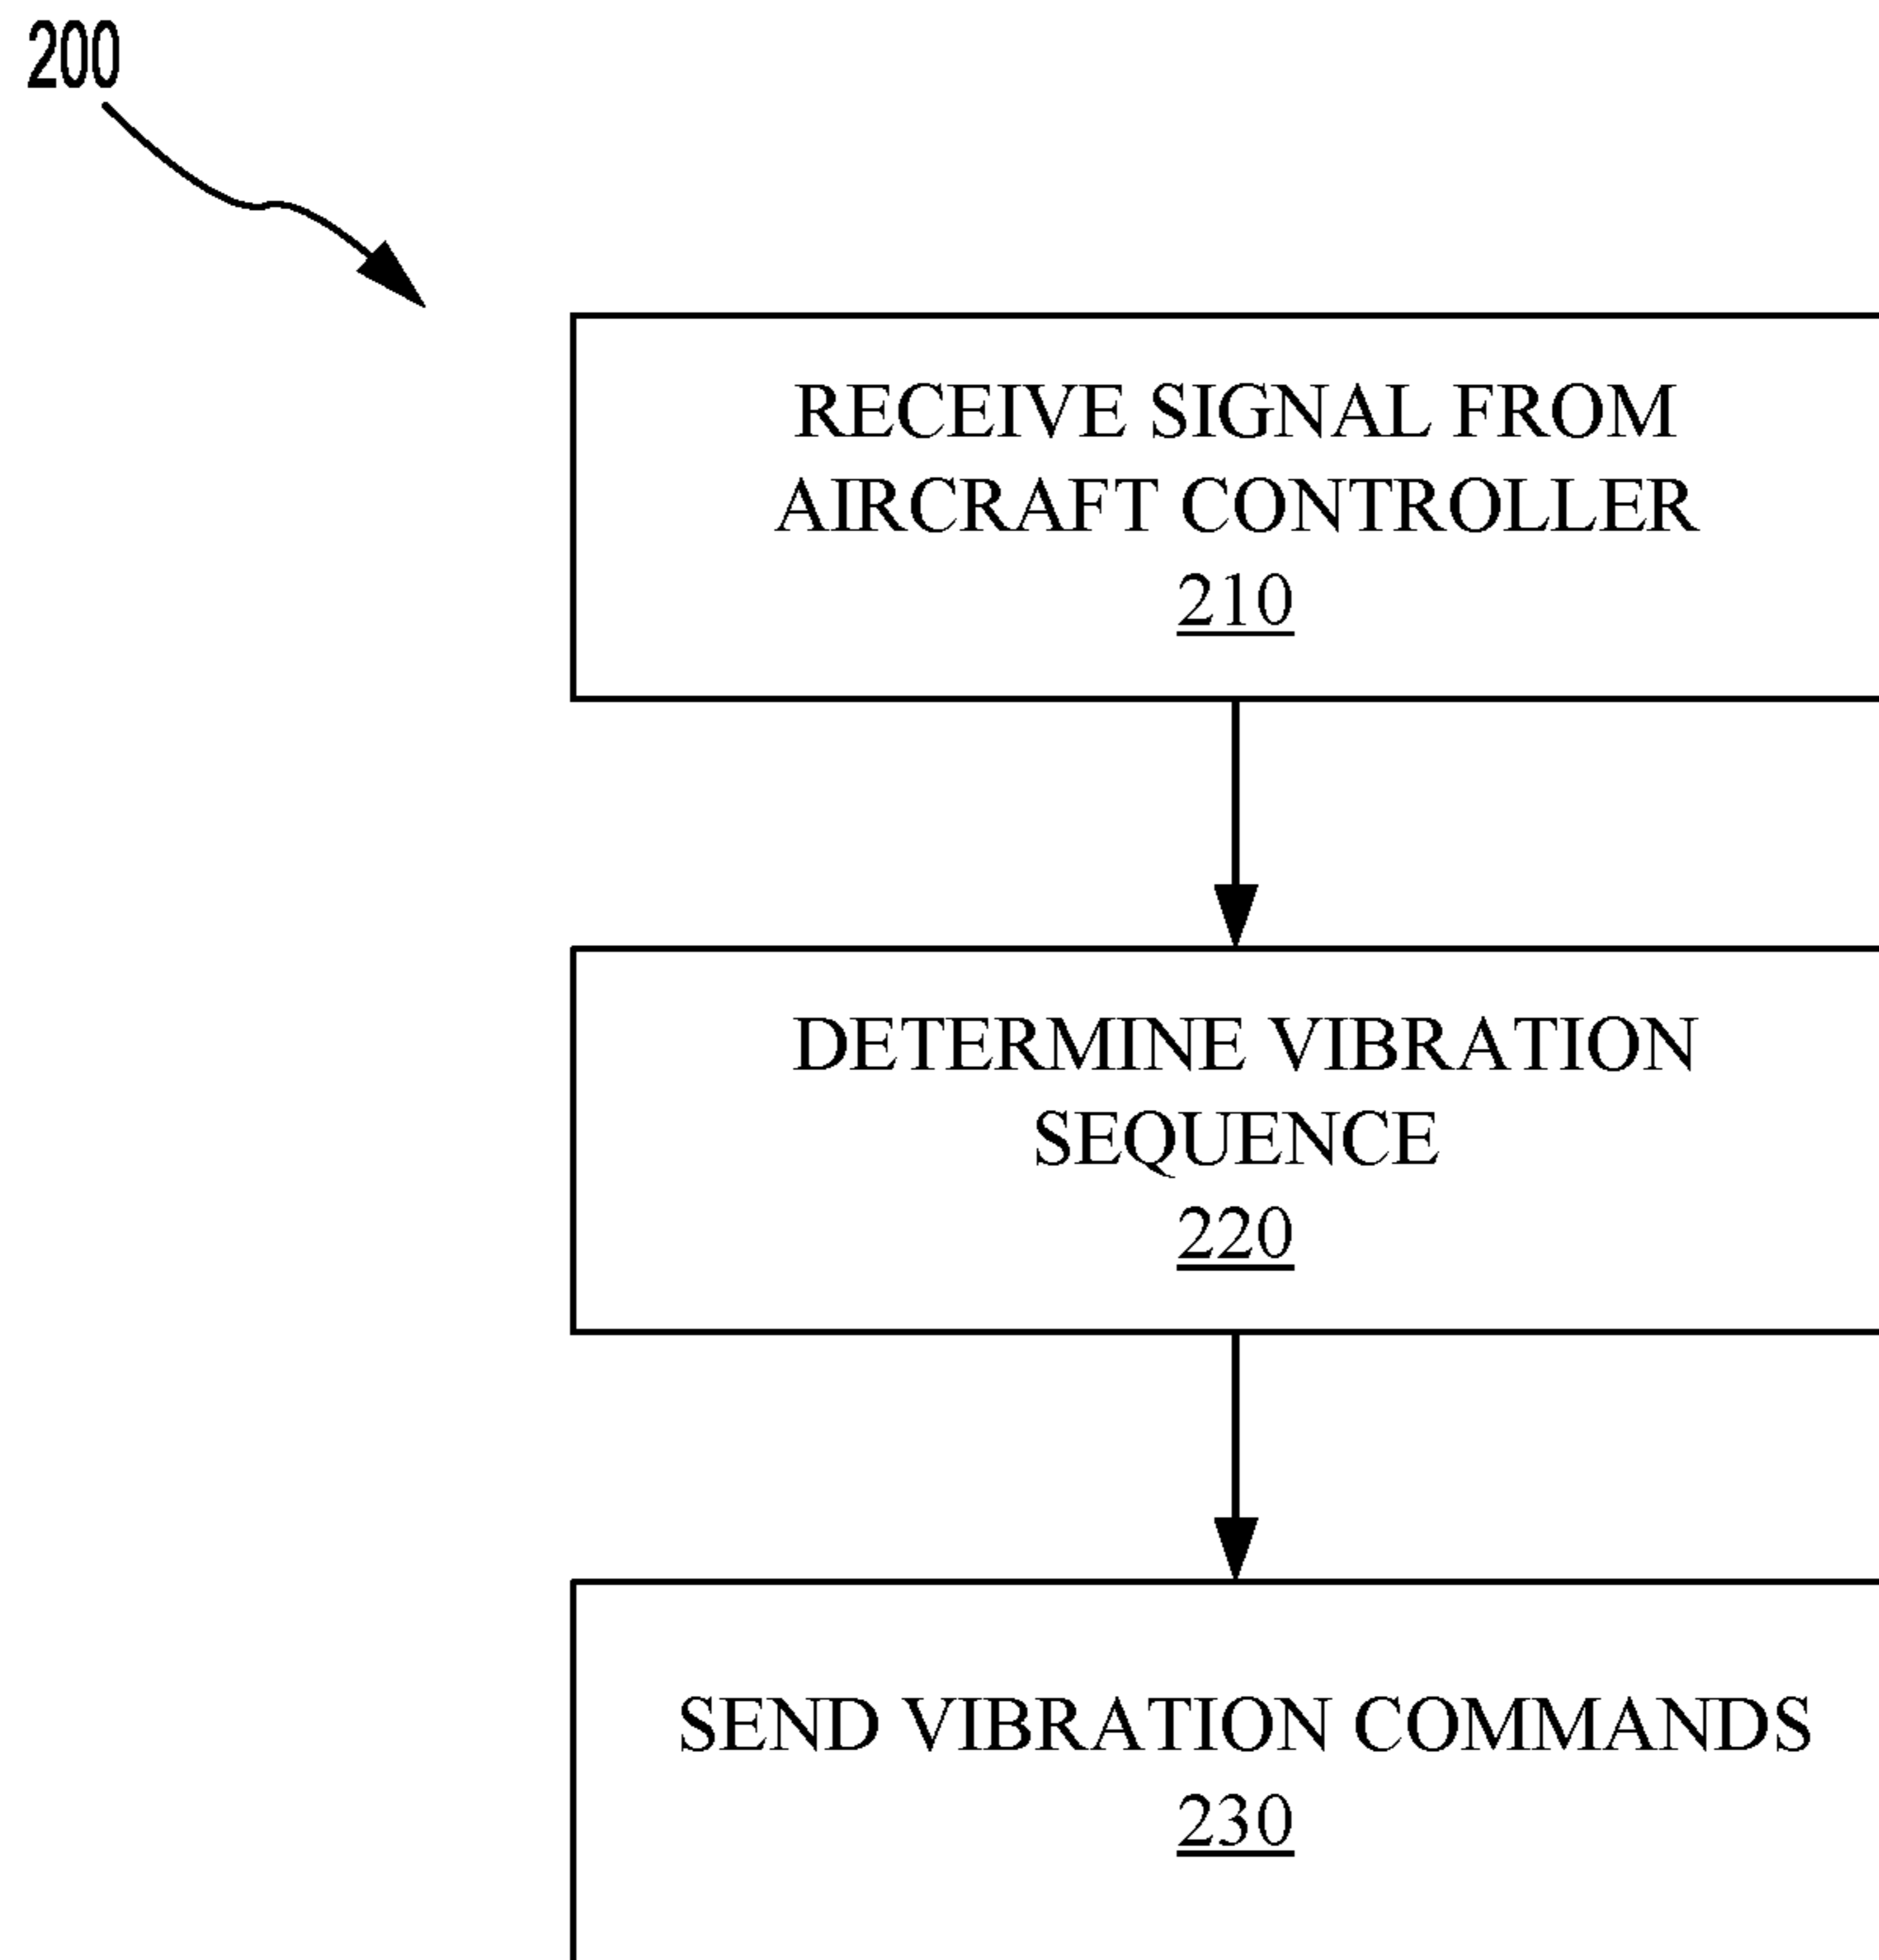 200
RECEIVE SIGNAL FROM
AIRCRAFT CONTROLLER
210
DETERMINE VIBRATION
SEQUENCE
220
SEND VIBRATION COMMANDS
230